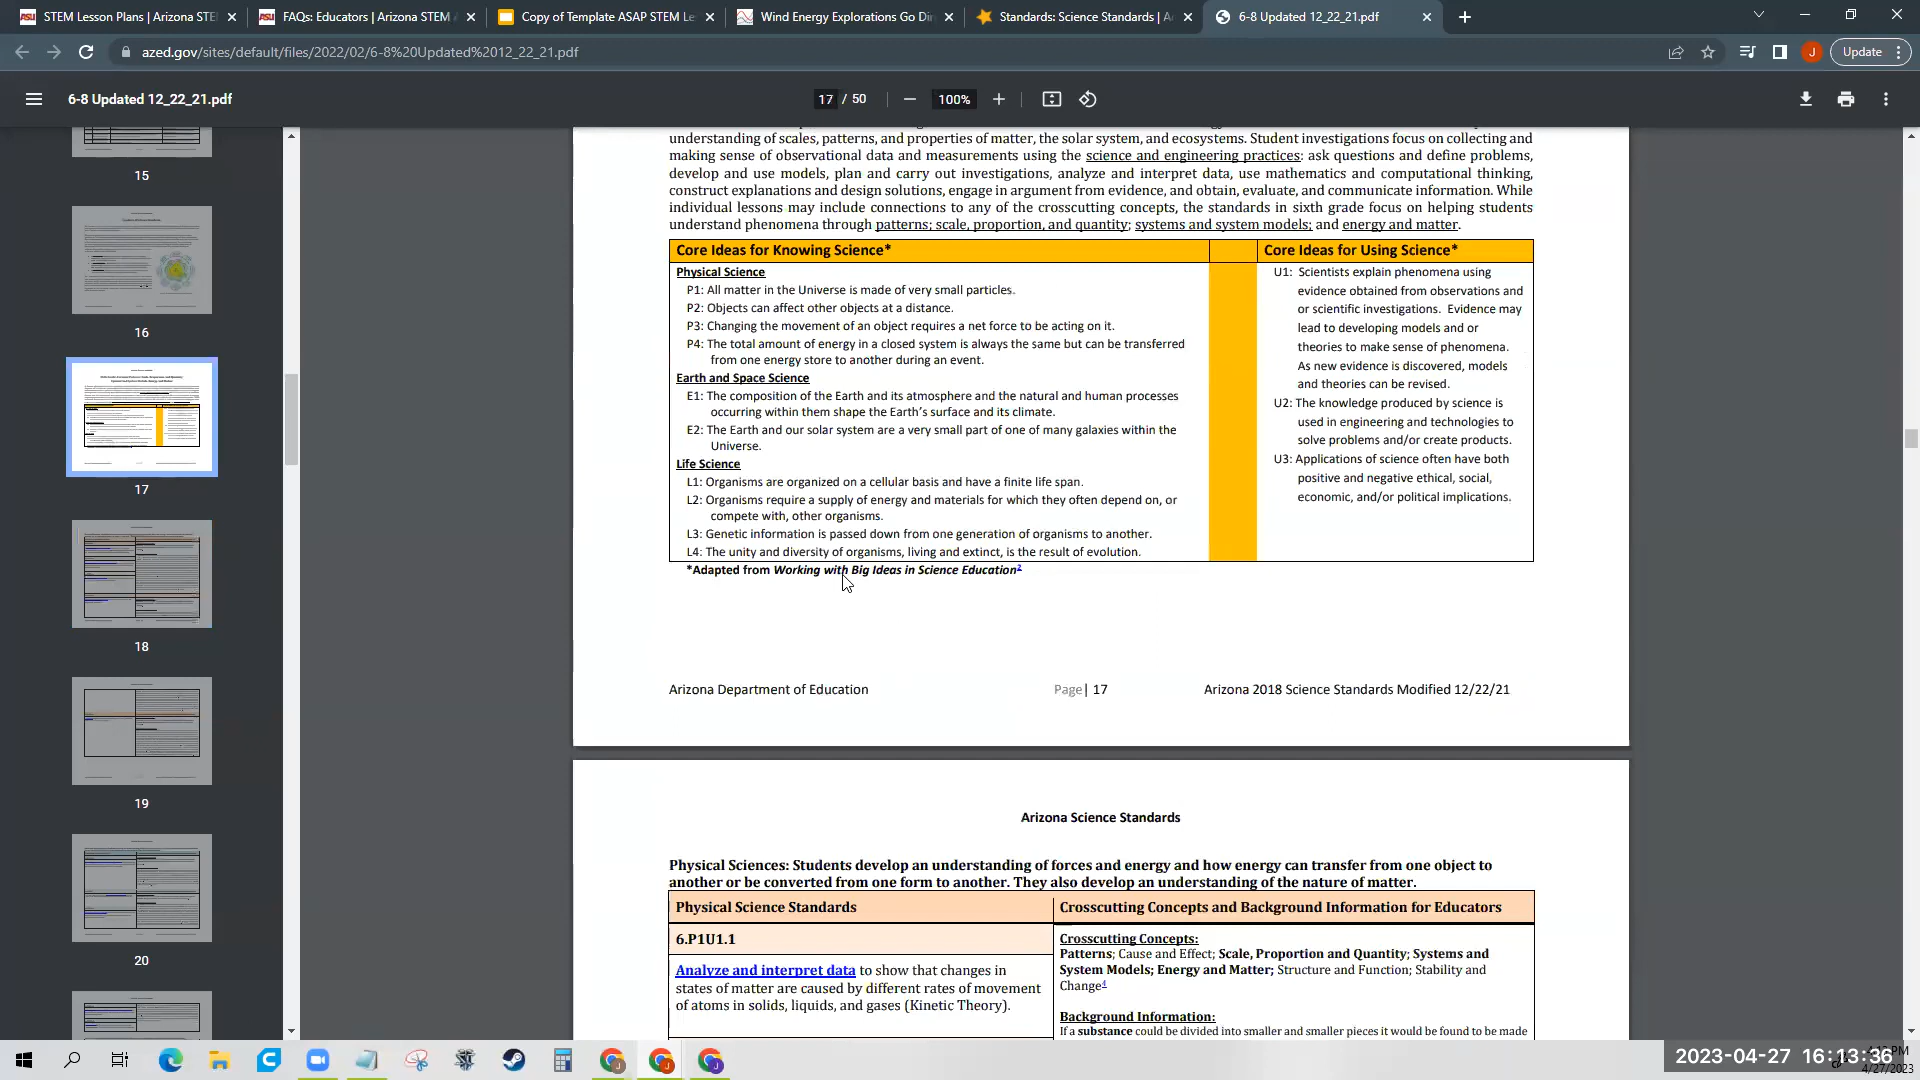 STEM Lesson Plans | Arizona STE
FAQs: Educators | Arizona STEM
Copy of Template ASAP STEM Le
Wind Energy Explorations Go Di
Standards: Science Standards | A
6-8 Updated 12_22_21.pdf
azed.gov/sites/default/files/2022/02/6-8%20Updated%2012_22_21.pdf
J
Update
6-8 Updated 12_22_21.pdf
17 / 50
100%
15
16
17
18
19
20
understanding of scales, patterns, and properties of matter, the solar system, and ecosystems. Student investigations focus on collecting and
making sense of observational data and measurements using the science and engineering practices: ask questions and define problems,
develop and use models, plan and carry out investigations, analyze and interpret data, use mathematics and computational thinking,
construct explanations and design solutions, engage in argument from evidence, and obtain, evaluate, and communicate information. While
individual lessons may include connections to any of the crosscutting concepts, the standards in sixth grade focus on helping students
understand phenomena through patterns; scale, proportion, and quantity; systems and system models; and energy and matter.
Core Ideas for Knowing Science*
Physical Science
P1: All matter in the Universe is made of very small particles.
P2: Objects can affect other objects at a distance.
P3: Changing the movement of an object requires a net force to be acting on it.
P4: The total amount of energy in a closed system is always the same but can be transferred
from one energy store to another during an event.
Earth and Space Science
E1: The composition of the Earth and its atmosphere and the natural and human processes
occurring within them shape the Earth's surface and its climate.
E2: The Earth and our solar system are a very small part of one of many galaxies within the
Universe.
Life Science
L1: Organisms are organized on a cellular basis and have a finite life span.
L2: Organisms require a supply of energy and materials for which they often depend on, or
compete with, other organisms.
L3: Genetic information is passed down from one generation of organisms to another.
L4: The unity and diversity of organisms, living and extinct, is the result of evolution.
Core Ideas for Using Science*
U1: Scientists explain phenomena using
evidence obtained from observations and
or scientific investigations. Evidence may
lead to developing models and or
theories to make sense of phenomena.
As new evidence is discovered, models
and theories can be revised.
U2: The knowledge produced by science is
used in engineering and technologies to
solve problems and/or create products.
U3: Applications of science often have both
positive and negative ethical, social,
economic, and/or political implications.
*Adapted from Working with Big Ideas in Science Education2
Arizona Department of Education
Page| 17
Arizona 2018 Science Standards Modified 12/22/21
Arizona Science Standards
Physical Sciences: Students develop an understanding of forces and energy and how energy can transfer from one object to
another or be converted from one form to another. They also develop an understanding of the nature of matter.
Physical Science Standards
6.P1U1.1
Analyze and interpret data to show that changes in
states of matter are caused by different rates of movement
of atoms in solids, liquids, and gases (Kinetic Theory).
Crosscutting Concepts and Background Information for Educators
Crosscutting Concepts:
Patterns; Cause and Effect; Scale, Proportion and Quantity; Systems and
System Models; Energy and Matter; Structure and Function; Stability and
Change4
Background Information:
If a substance could be divided into smaller and smaller pieces it would be found to be made
2023-04-27 16:13:36
4/27/2023